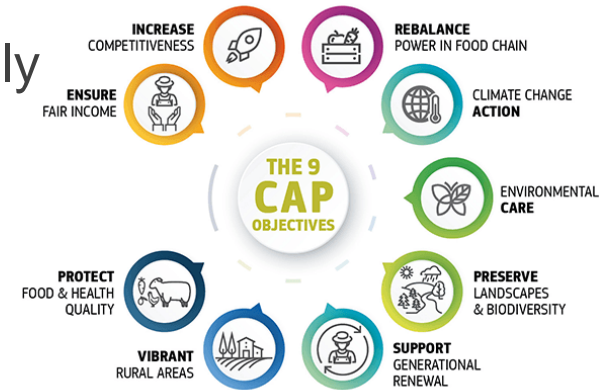 ly
INCREASE
COMPETITIVENESS
REBALANCE
POWER IN FOOD CHAIN
ENSURE
FAIR INCOME
CLIMATE CHANGE
ACTION
THE 9
CAP
OBJECTIVES
ENVIRONMENTAL
CARE
PROTECT
FOOD & HEALTH
QUALITY
PRESERVE
LANDSCAPES
& BIODIVERSITY
VIBRANT
RURAL AREAS
SUPPORT
GENERATIONAL
RENEWAL